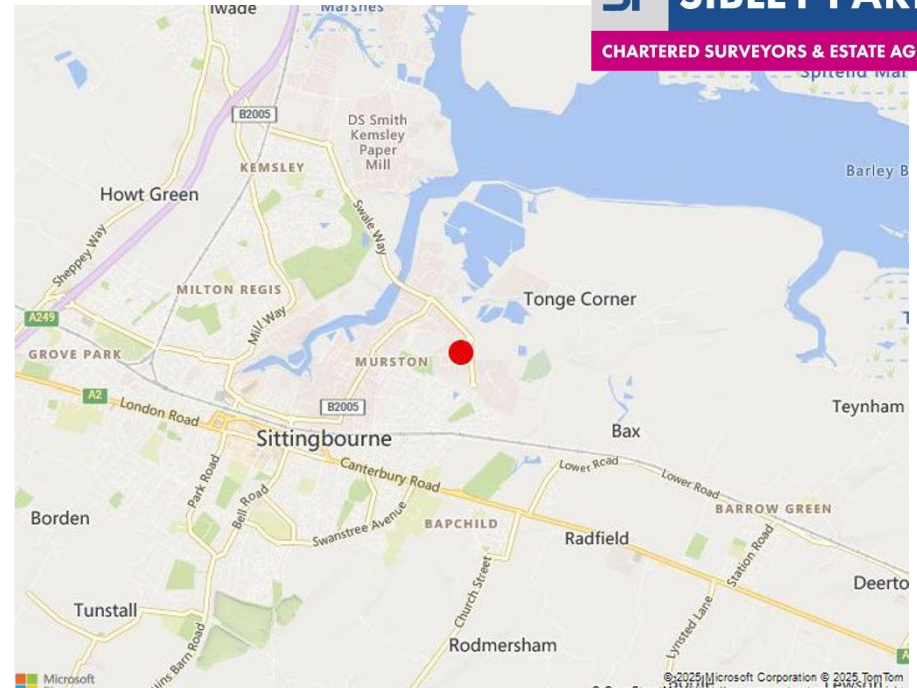 Iwade
Marshes
CHARTERED SURVEYORS & ESTATE AG
B2005
DS Smith
Kemsley
Paper
Mill
KEMSLEY
Barley B
Howt Green
Swale Way
Sheppey Way
MILTON REGIS
Tonge Corner
A249
Mill Way
GROVE PARK
MURSTON
A2
London Road
B2005
Teynham
Sittingbourne
Bax
Park Road
Canterbury Road
Lower Road
Lower Road
Bell Road
BARROW GREEN
Borden
Swanstree Avenue
BAPCHILD
Radfield
Station Road
Church Street
Deerto
Tunstall
Lynsted Lane
Rodmersham
ins Barn Road
Microsoft
© 2025 Microsoft Corporation © 2025 TomTom